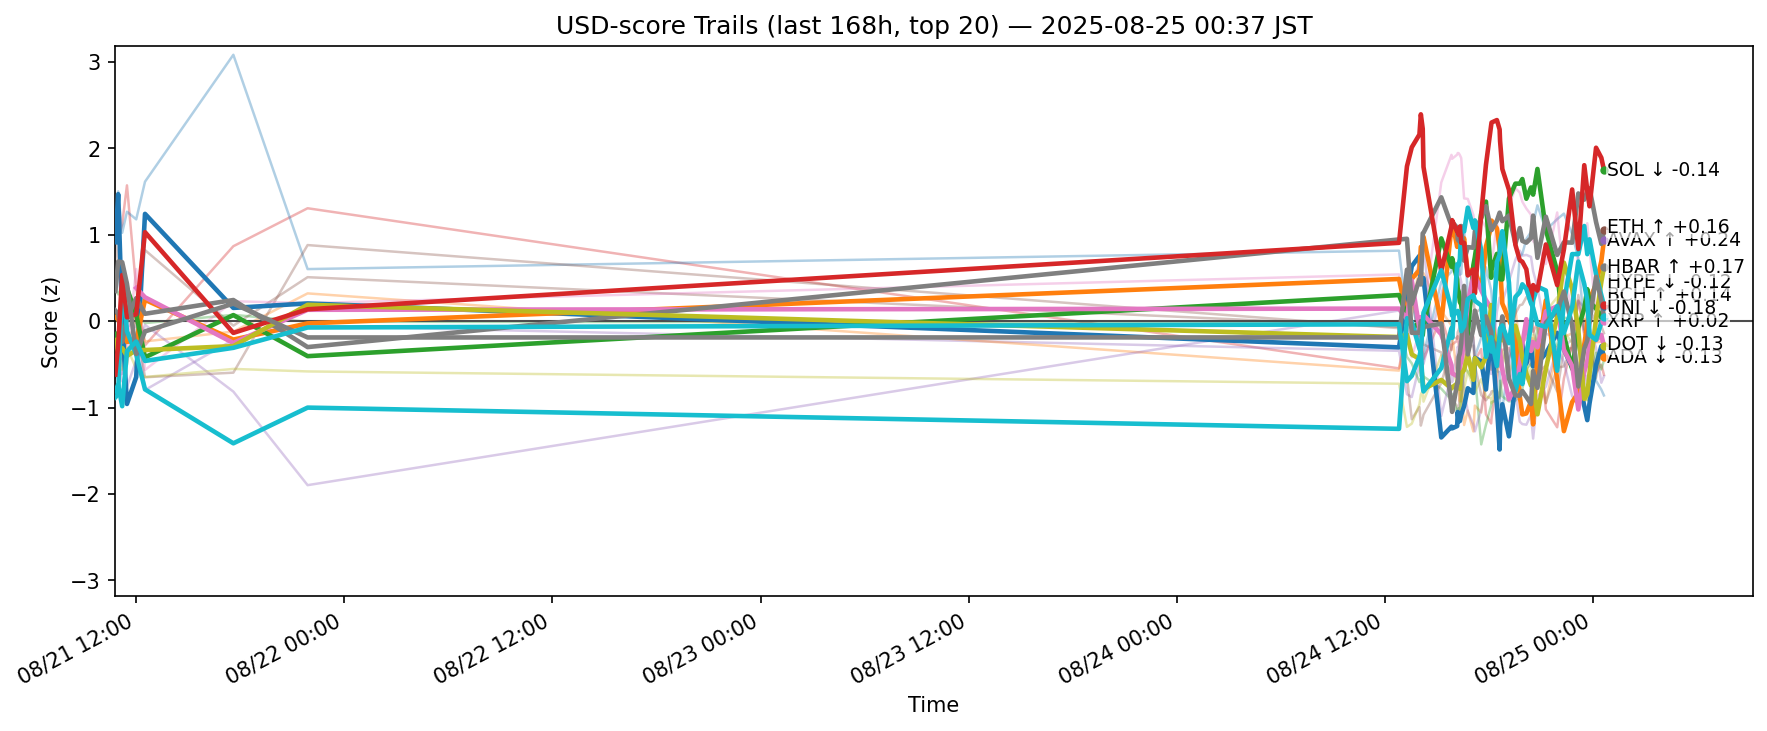 USD-score Trails (last 168h, top 20) — 2025-08-25 00:37 JST
3
2
1
0
−1
−2
−3
Score (z)
SOL ↓ -0.14
ETH ↑ +0.16
AVAX ↑ +0.24
HBAR ↑ +0.17
HYPE ↓ -0.12
BCH ↑ +0.14
UNI ↓ -0.18
XRP ↑ +0.02
DOT ↓ -0.13
ADA ↓ -0.13
08/21 12:00
08/22 00:00
08/22 12:00
08/23 00:00
08/23 12:00
08/24 00:00
08/24 12:00
08/25 00:00
Time